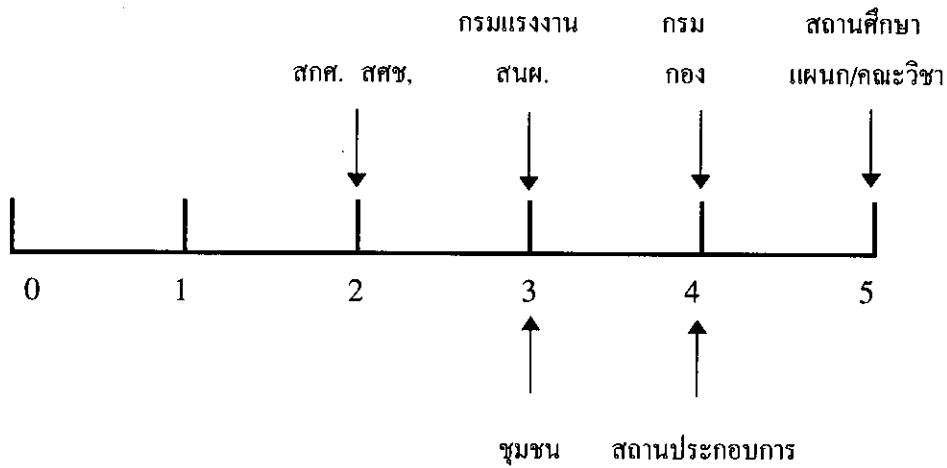 กรมแรงงาน กรม สถานศึกษา
สกศ. สศช, สนผ. กอง แผนก/คณะวิชา
0 1 2 3 4 5
ชุมชน สถานประกอบการ